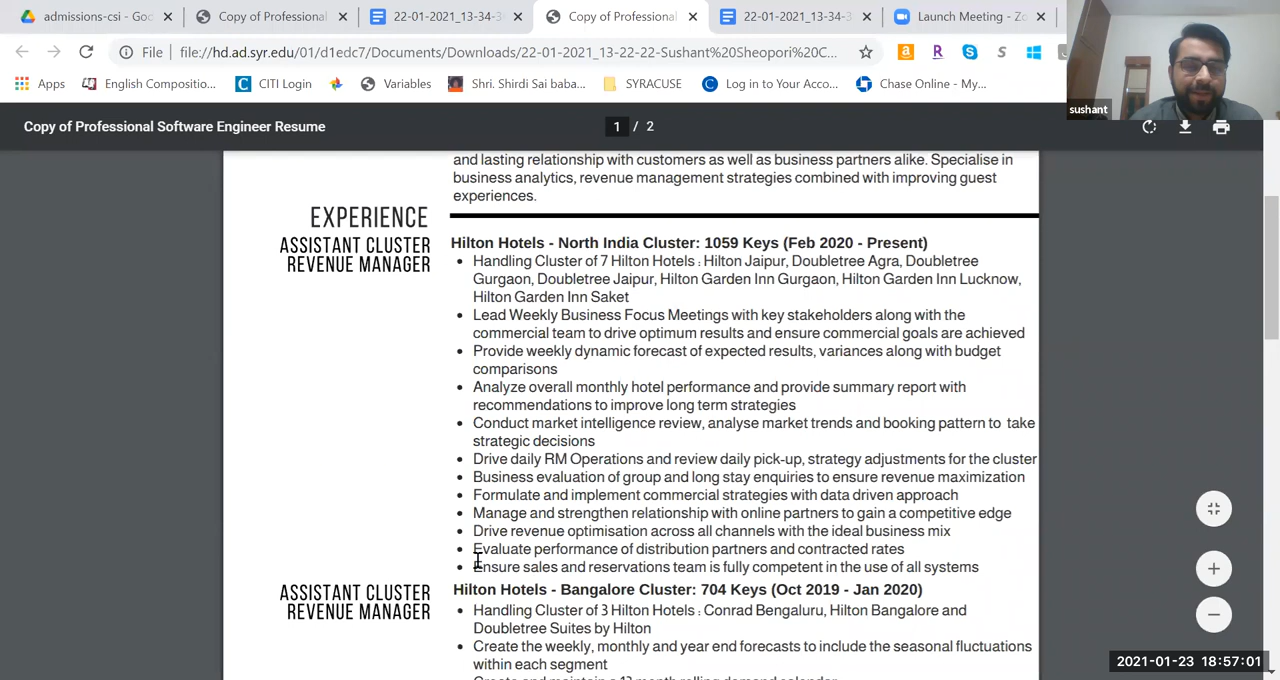 admissions-csi - Goo
Copy of Professional
22-01-2021_13-34-3
Copy of Professional
22-01-2021_13-34-3
Launch Meeting - Zo
File
file://hd.ad.syr.edu/01/d1edc7/Documents/Downloads/22-01-2021_13-22-22-Sushant%20Sheopori%20C...
Apps
English Compositio...
CITI Login
Variables
Shri. Shirdi Sai baba...
SYRACUSE
Log in to Your Acco...
Chase Online - My...
sushant
Copy of Professional Software Engineer Resume
1 / 2
and lasting relationship with customers as well as business partners alike. Specialise in
business analytics, revenue management strategies combined with improving guest
experiences.
EXPERIENCE
ASSISTANT CLUSTER
REVENUE MANAGER
Hilton Hotels - North India Cluster: 1059 Keys (Feb 2020 - Present)
• Handling Cluster of 7 Hilton Hotels : Hilton Jaipur, Doubletree Agra, Doubletree
Gurgaon, Doubletree Jaipur, Hilton Garden Inn Gurgaon, Hilton Garden Inn Lucknow,
Hilton Garden Inn Saket
• Lead Weekly Business Focus Meetings with key stakeholders along with the
commercial team to drive optimum results and ensure commercial goals are achieved
• Provide weekly dynamic forecast of expected results, variances along with budget
comparisons
• Analyze overall monthly hotel performance and provide summary report with
recommendations to improve long term strategies
• Conduct market intelligence review, analyse market trends and booking pattern to take
strategic decisions
• Drive daily RM Operations and review daily pick-up, strategy adjustments for the cluster
• Business evaluation of group and long stay enquiries to ensure revenue maximization
• Formulate and implement commercial strategies with data driven approach
• Manage and strengthen relationship with online partners to gain a competitive edge
• Drive revenue optimisation across all channels with the ideal business mix
• Evaluate performance of distribution partners and contracted rates
• Ensure sales and reservations team is fully competent in the use of all systems
ASSISTANT CLUSTER
REVENUE MANAGER
Hilton Hotels - Bangalore Cluster: 704 Keys (Oct 2019 - Jan 2020)
• Handling Cluster of 3 Hilton Hotels : Conrad Bengaluru, Hilton Bangalore and
Doubletree Suites by Hilton
• Create the weekly, monthly and year end forecasts to include the seasonal fluctuations
within each segment
Create and maintain a 13 month rolling demand calendar
2021-01-23 18:57:01